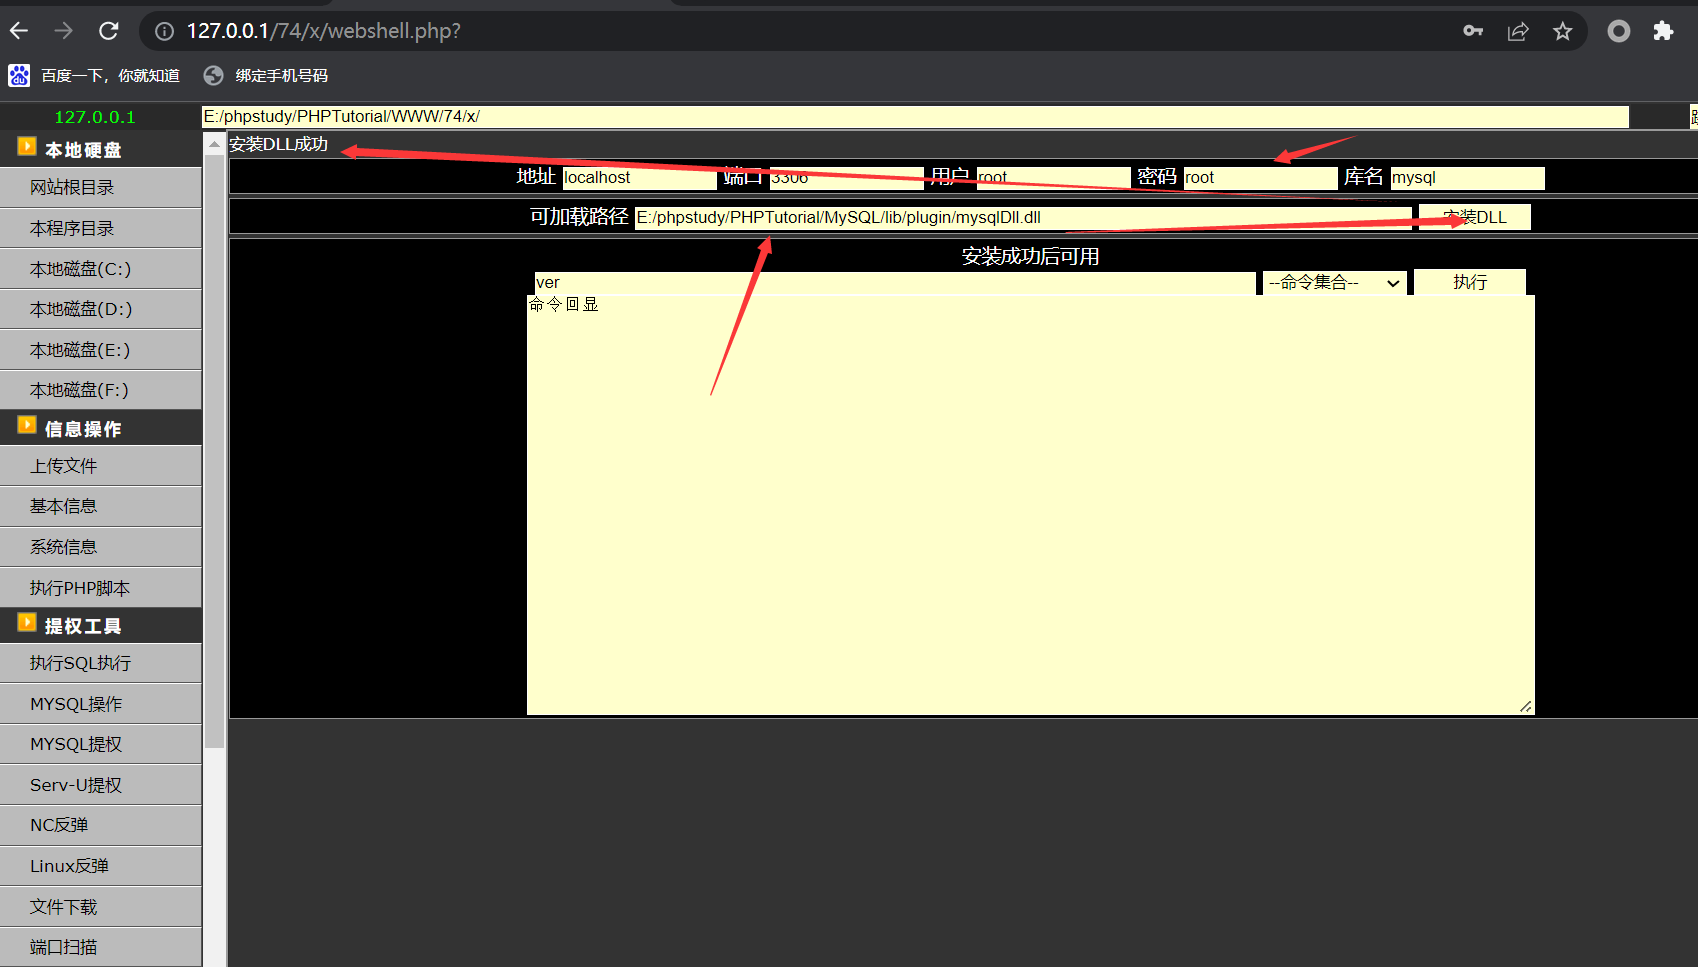 127.0.0.1/74/x/webshell.php?
百度一下，你就知道 绑定手机号码
127.0.0.1 E:/phpstudy/PHPTutorial/WWW/74/x/
本地硬盘
网站根目录
本程序目录
本地磁盘(C:)
本地磁盘(D:)
本地磁盘(E:)
本地磁盘(F:)
信息操作
上传文件
基本信息
系统信息
执行PHP脚本
提权工具
执行SQL执行
MYSQL操作
MYSQL提权
Serv-U提权
NC反弹
Linux反弹
文件下载
端口扫描
安装DLL成功
地址 localhost 端口 3306 用户 root 密码 root 库名 mysql
可加载路径 E:/phpstudy/PHPTutorial/MySQL/lib/plugin/mysqlDll.dll 安装DLL
安装成功后可用
ver --命令集合-- 执行
命令回显